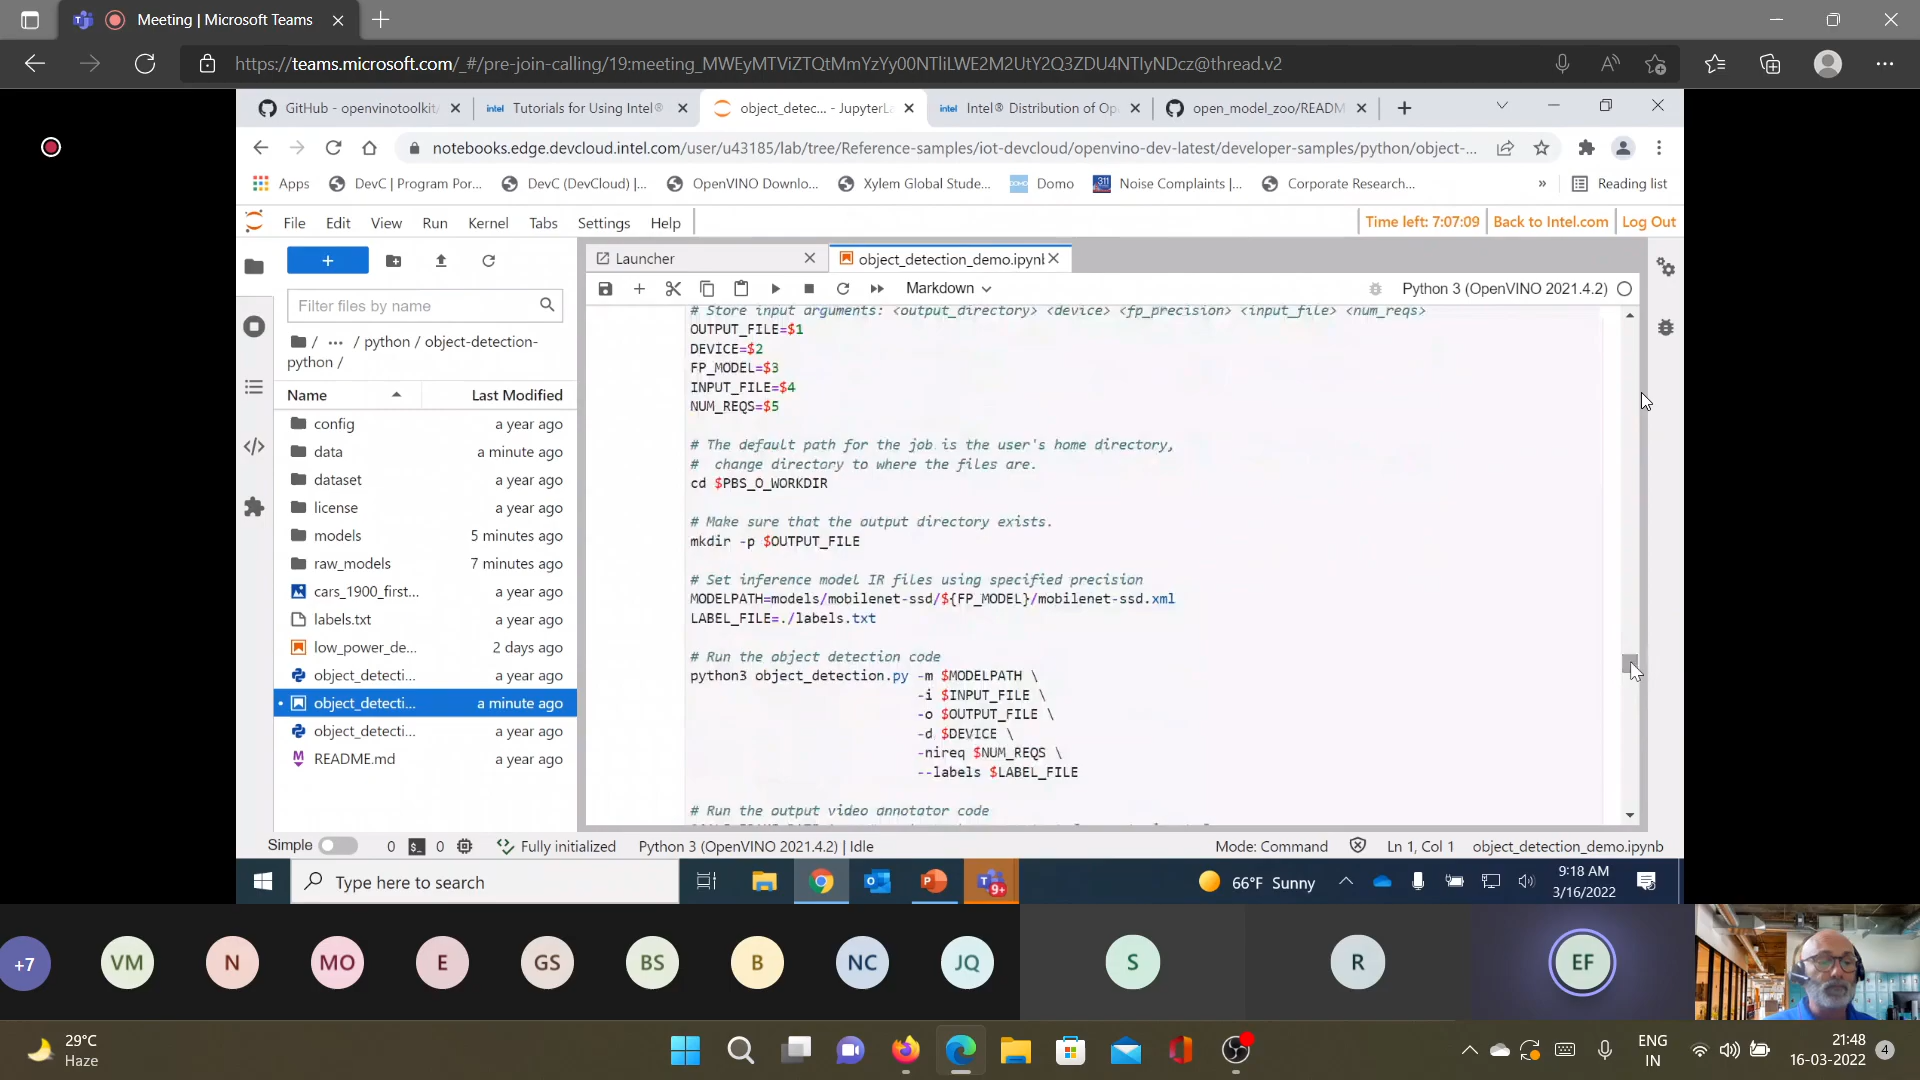 Meeting | Microsoft Teams
https://teams.microsoft.com/_#/pre-join-calling/19:meeting_MWEyMTViZTQtMmYzYy00NTliLWE2M2UtY2Q3ZDU4NTIyNDcz@thread.v2
GitHub - openvinotoolkit/
intel Tutorials for Using Intel®
object_detec... - JupyterLa
intel Intel® Distribution of Op
open_model_zoo/READM
notebooks.edge.devcloud.intel.com/user/u43185/lab/tree/Reference-samples/iot-devcloud/openvino-dev-latest/developer-samples/python/object-...
Apps
DevC | Program Por...
DevC (DevCloud) |...
OpenVINO Downlo...
Xylem Global Stude...
DOMO Domo
311 Noise Complaints |...
Corporate Research...
»
Reading list
File Edit View Run Kernel Tabs Settings Help
Time left: 7:07:09 Back to Intel.com Log Out
Launcher
object_detection_demo.ipynl
Filter files by name
Markdown
Python 3 (OpenVINO 2021.4.2)
/ ... / python / object-detection-
python /
Name Last Modified
config a year ago
data a minute ago
dataset a year ago
license a year ago
models 5 minutes ago
raw_models 7 minutes ago
cars_1900_first... a year ago
labels.txt a year ago
low_power_de... 2 days ago
object_detecti... a year ago
object_detecti... a minute ago
object_detecti... a year ago
README.md a year ago
# Store input arguments: <output_directory> <device> <fp_precision> <input_file> <num_reqs>
OUTPUT_FILE=$1
DEVICE=$2
FP_MODEL=$3
INPUT_FILE=$4
NUM_REQS=$5
# The default path for the job is the user's home directory,
# change directory to where the files are.
cd $PBS_O_WORKDIR
# Make sure that the output directory exists.
mkdir -p $OUTPUT_FILE
# Set inference model IR files using specified precision
MODELPATH=models/mobilenet-ssd/${FP_MODEL}/mobilenet-ssd.xml
LABEL_FILE=./labels.txt
# Run the object detection code
python3 object_detection.py -m $MODELPATH \
-i $INPUT_FILE \
-o $OUTPUT_FILE \
-d $DEVICE \
-nireq $NUM_REQS \
--labels $LABEL_FILE
# Run the output video annotator code
Simple 0 0 Fully initialized Python 3 (OpenVINO 2021.4.2) | Idle
Mode: Command Ln 1, Col 1 object_detection_demo.ipynb
Type here to search
9+
66°F Sunny
9:18 AM
3/16/2022
+7
VM
N
MO
E
GS
BS
B
NC
JQ
S
R
EF
29°C
Haze
ENG
IN
21:48
16-03-2022
4